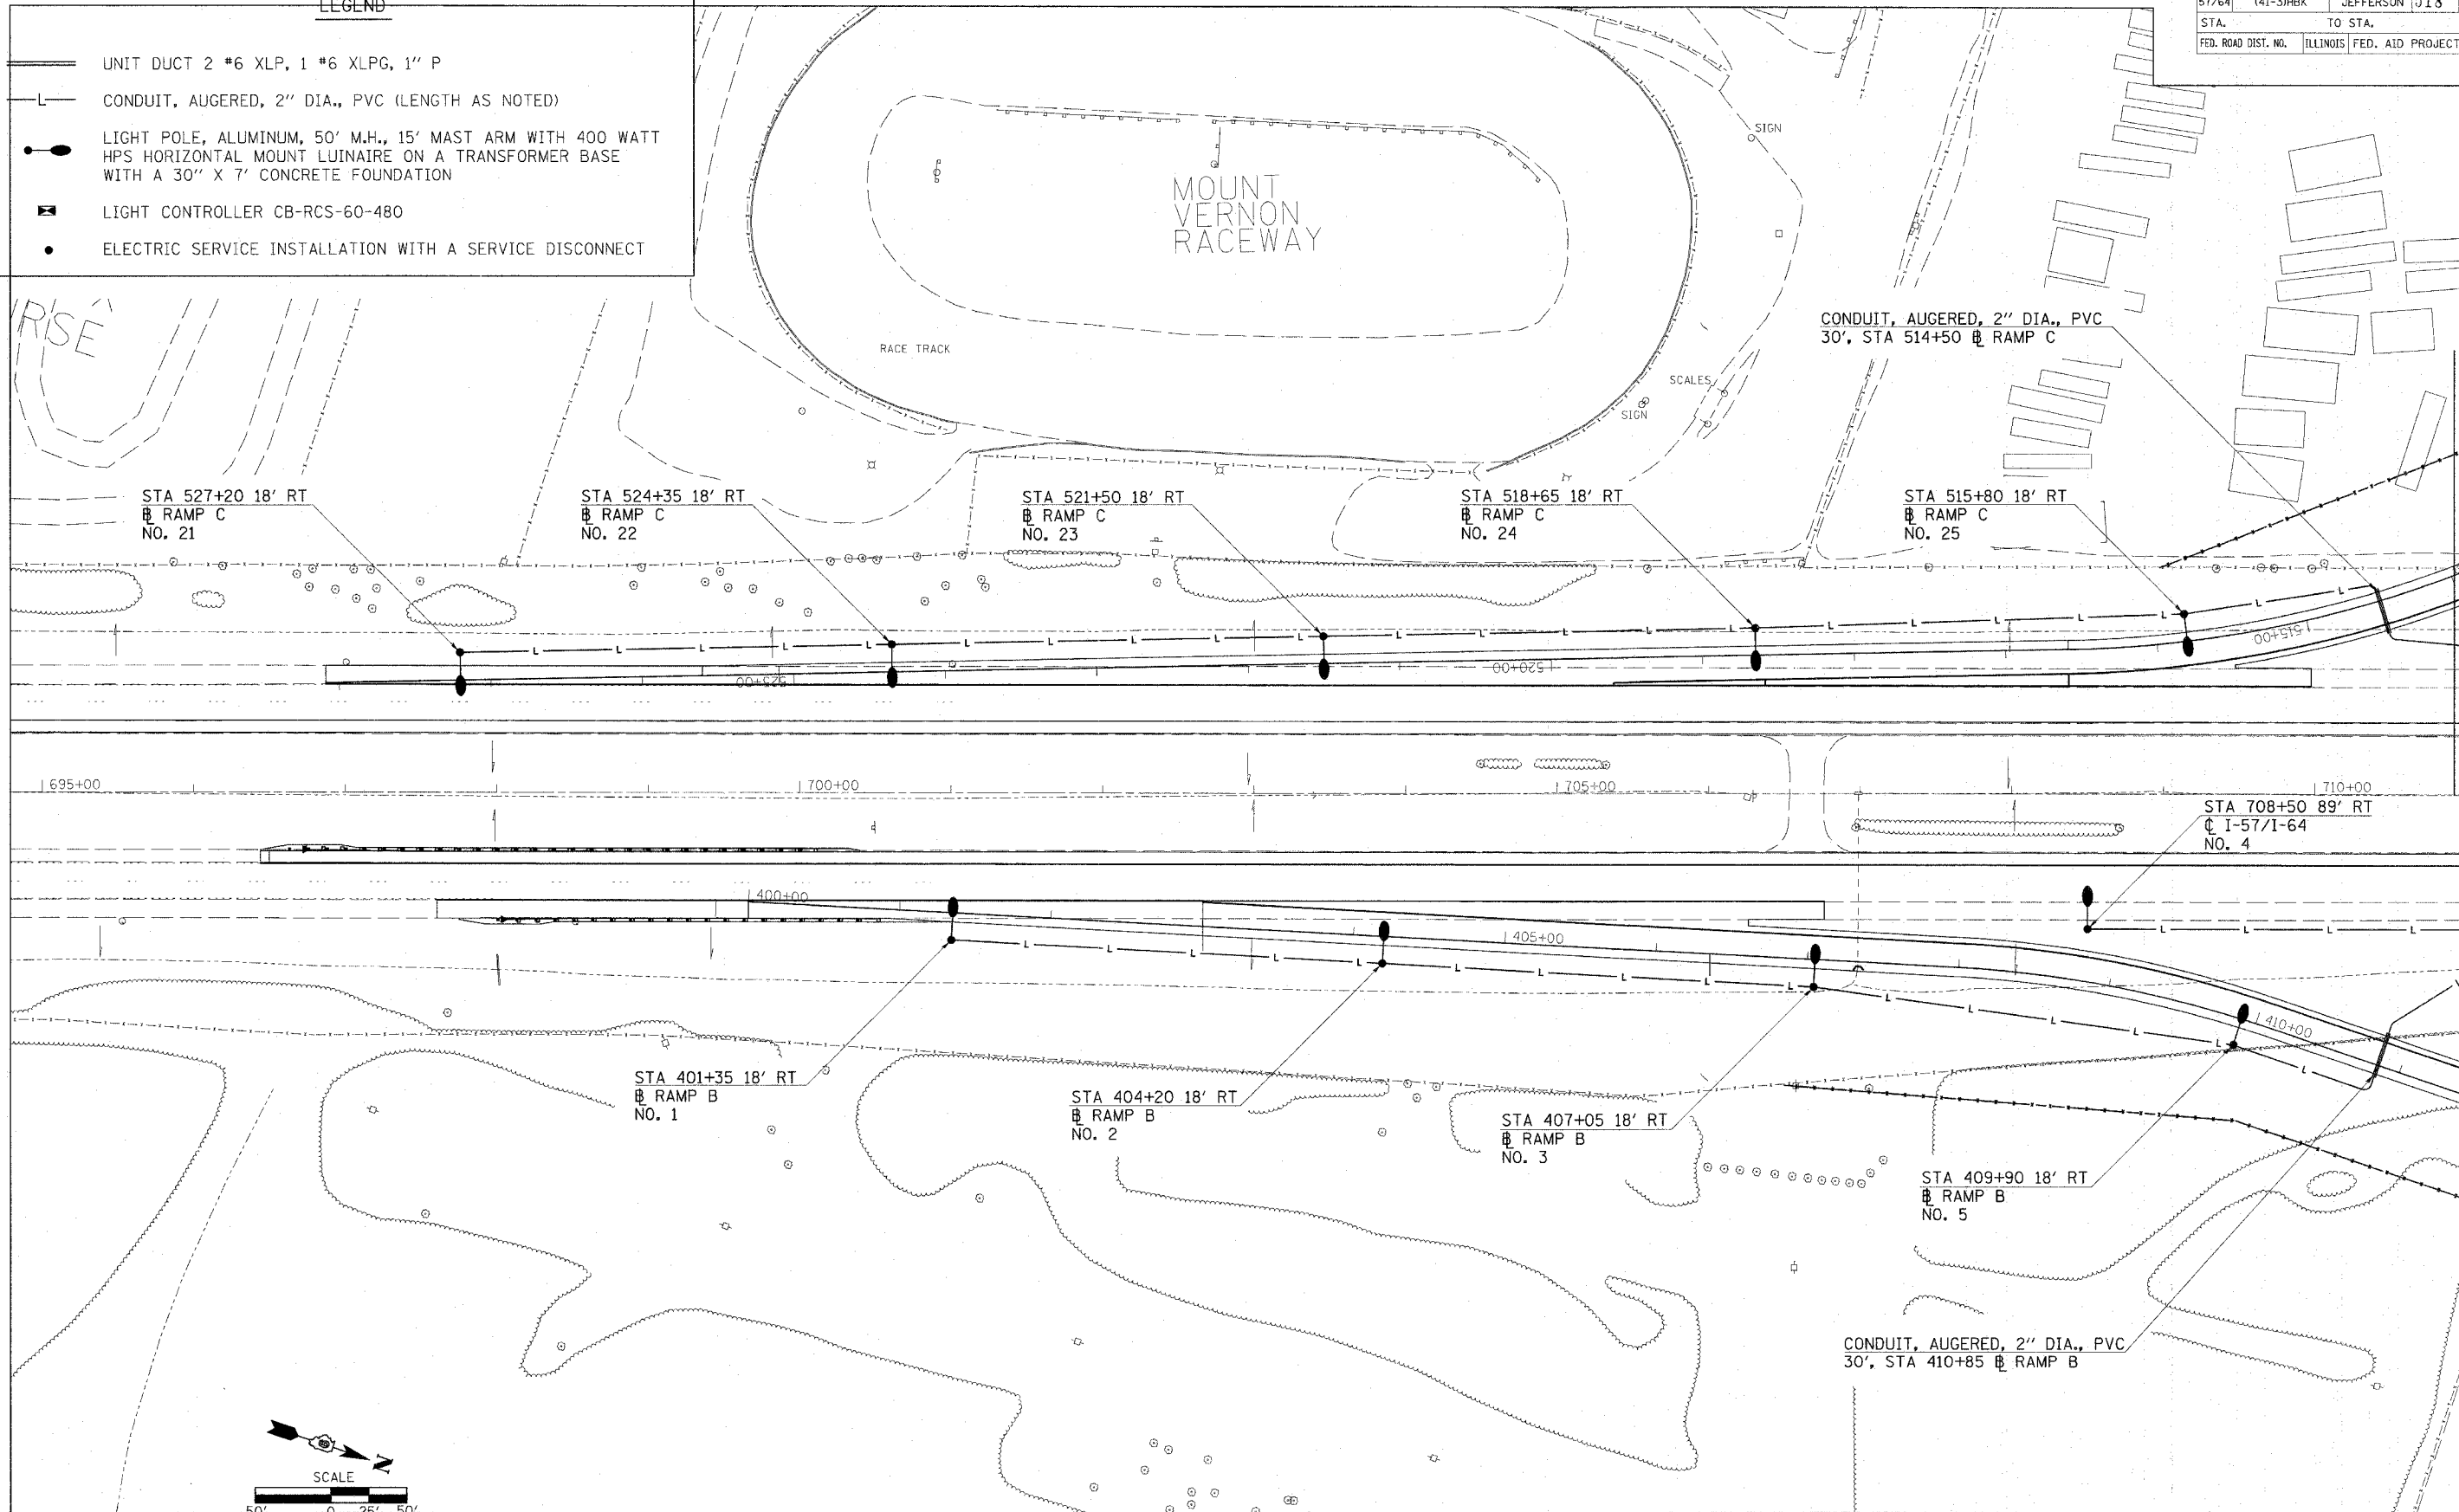 LEGEND
UNIT DUCT 2 #6 XLP, 1 #6 XLPG, 1" P
L
CONDUIT, AUGERED, 2" DIA., PVC (LENGTH AS NOTED)
LIGHT POLE, ALUMINUM, 50' M.H., 15' MAST ARM WITH 400 WATT
HPS HORIZONTAL MOUNT LUINAIRE ON A TRANSFORMER BASE
WITH A 30" X 7' CONCRETE FOUNDATION
LIGHT CONTROLLER CB-RCS-60-480
ELECTRIC SERVICE INSTALLATION WITH A SERVICE DISCONNECT
57/64 (41-3)HBK JEFFERSON 518
STA. TO STA.
FED. ROAD DIST. NO. ILLINOIS FED. AID PROJECT
RISE
MOUNT
VERNON
RACEWAY
RACE TRACK
SIGN
SCALES
SIGN
CONDUIT, AUGERED, 2" DIA., PVC
30', STA 514+50 ⅊ RAMP C
STA 527+20 18' RT
⅊ RAMP C
NO. 21
STA 524+35 18' RT
⅊ RAMP C
NO. 22
STA 521+50 18' RT
⅊ RAMP C
NO. 23
STA 518+65 18' RT
⅊ RAMP C
NO. 24
STA 515+80 18' RT
⅊ RAMP C
NO. 25
525+00
520+00
515+00
695+00
700+00
705+00
710+00
STA 708+50 89' RT
℄ I-57/I-64
NO. 4
400+00
405+00
410+00
STA 401+35 18' RT
⅊ RAMP B
NO. 1
STA 404+20 18' RT
⅊ RAMP B
NO. 2
STA 407+05 18' RT
⅊ RAMP B
NO. 3
STA 409+90 18' RT
⅊ RAMP B
NO. 5
CONDUIT, AUGERED, 2" DIA., PVC
30', STA 410+85 ⅊ RAMP B
N
SCALE
50' 0 25' 50'